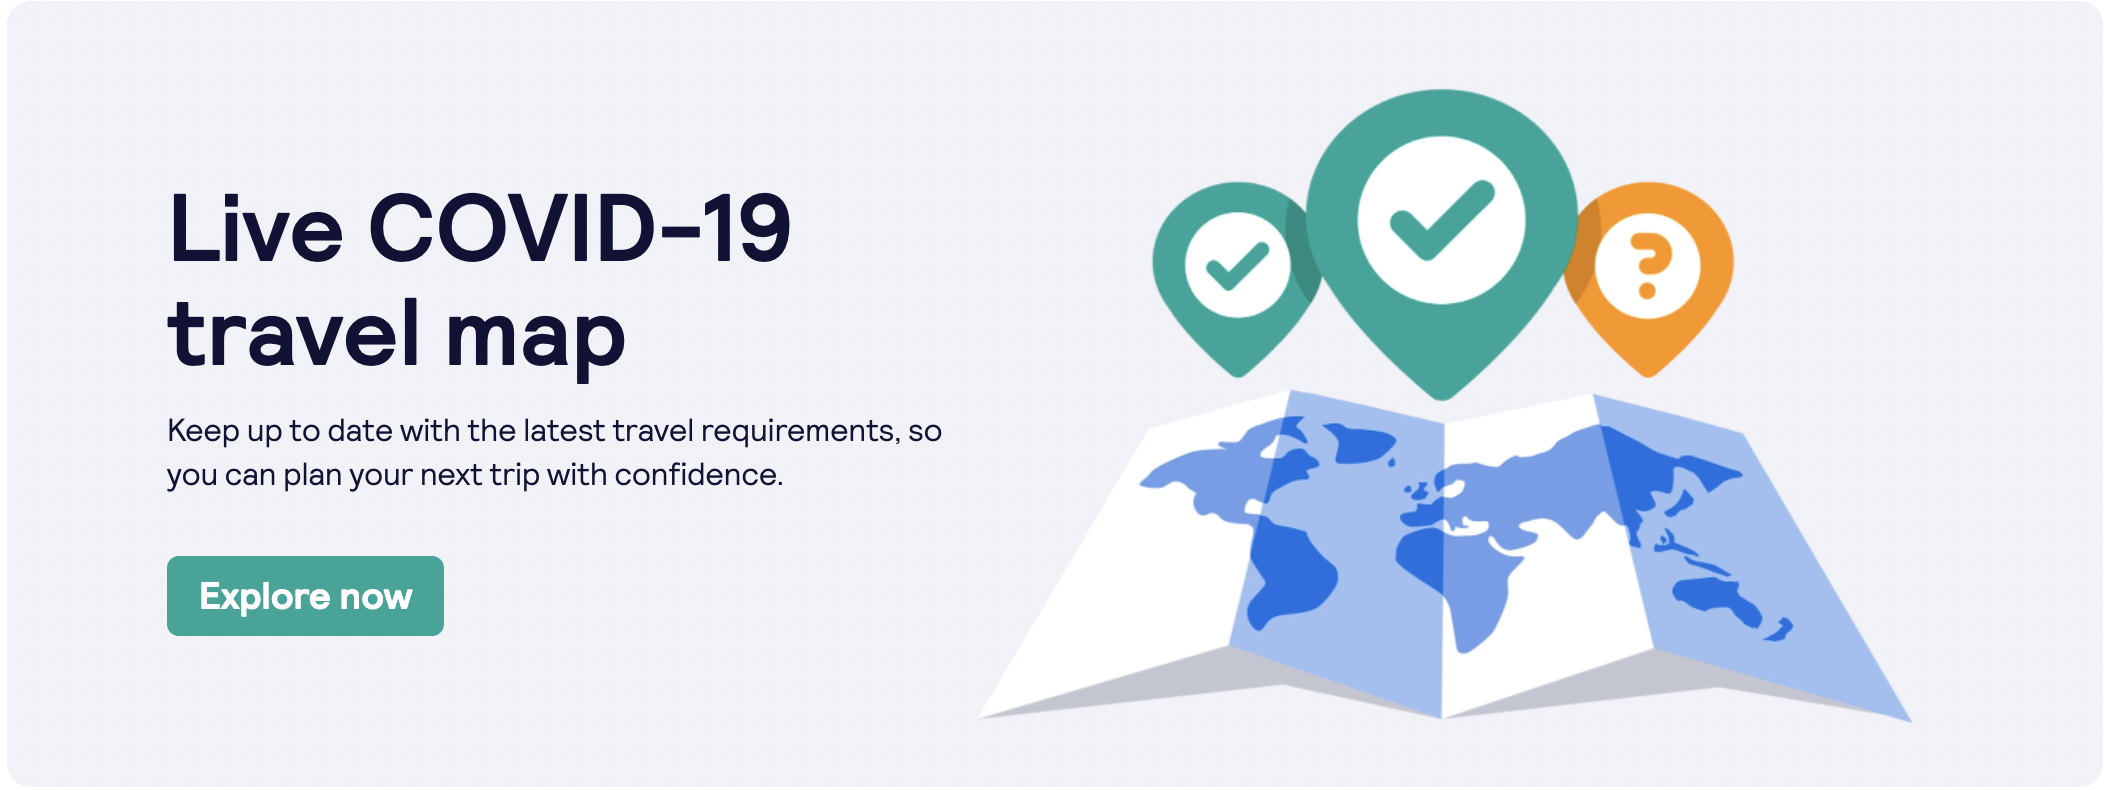 Live COVID-19
travel map
Keep up to date with the latest travel requirements, so
you can plan your next trip with confidence.
Explore now
?